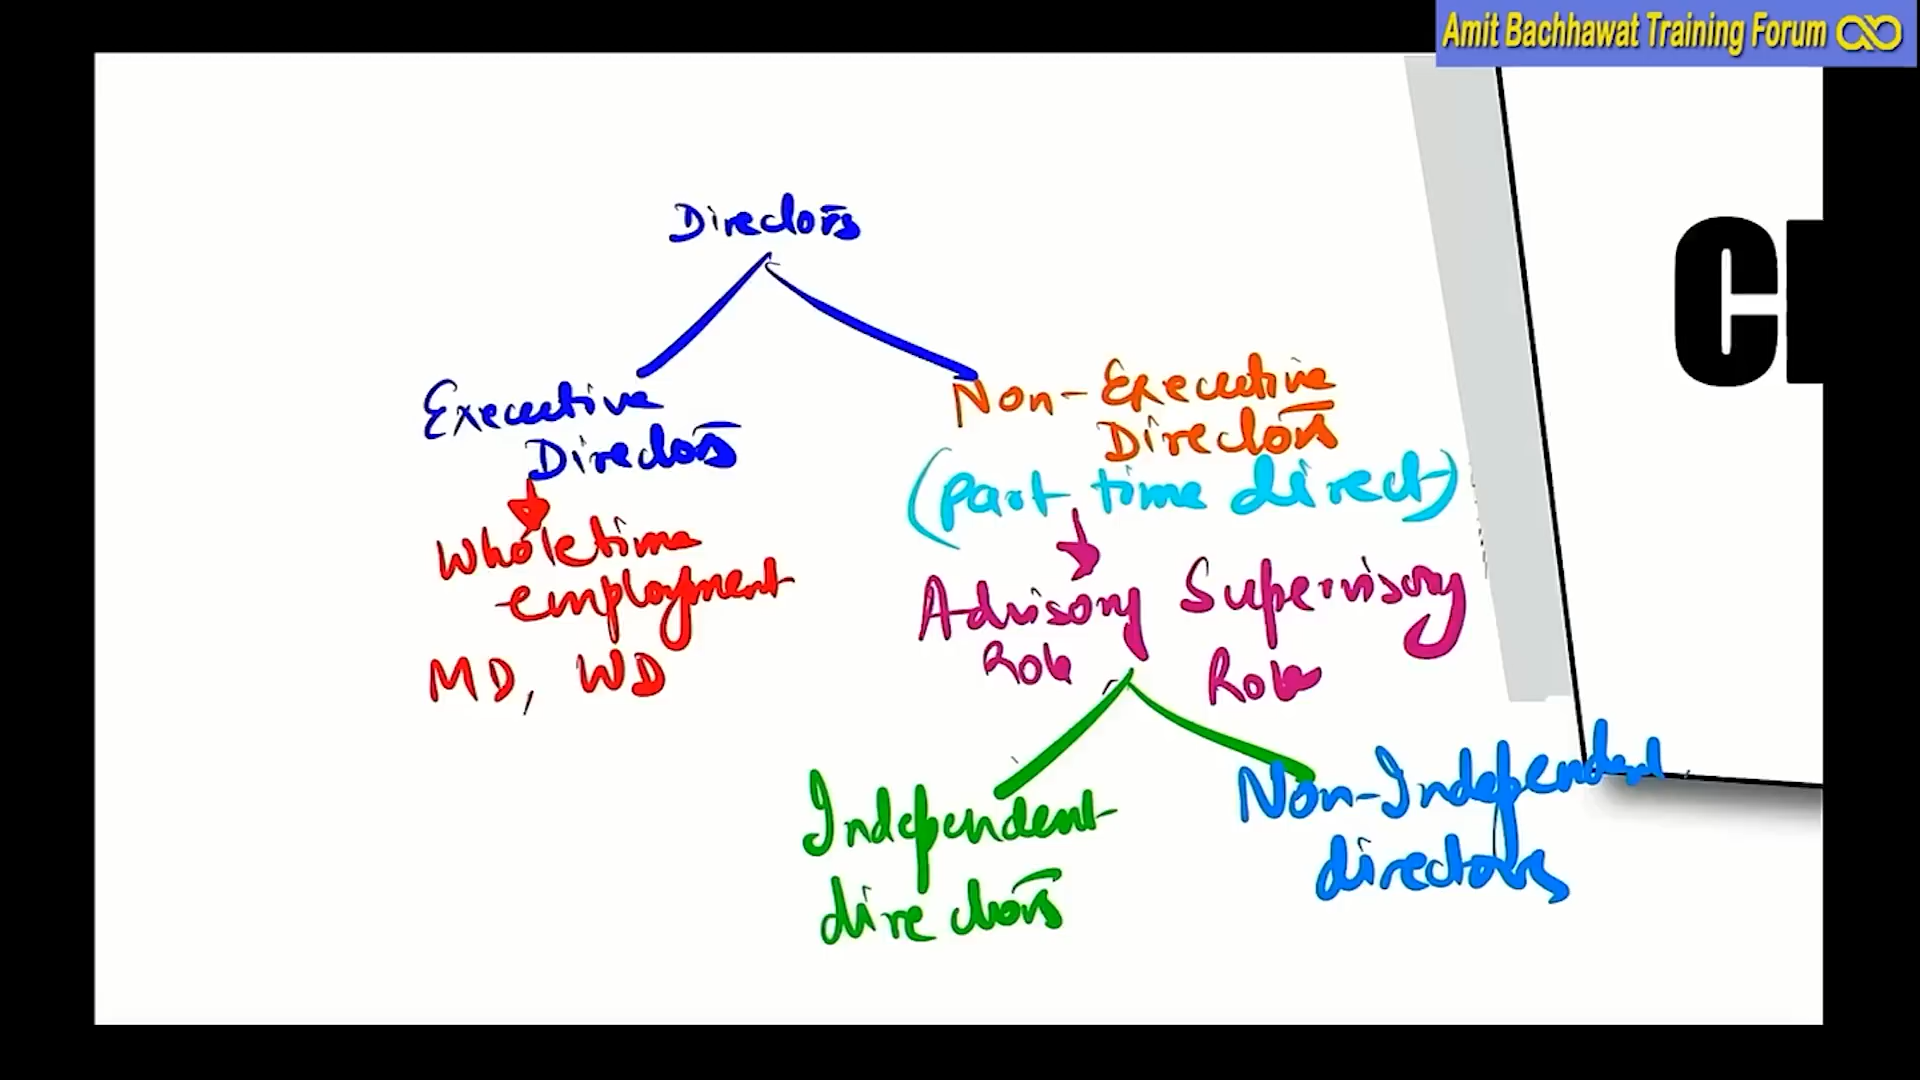 Amit Bachhawat Training Forum
Directors
Executive
Directors
Non-Executive
Directors
(part time direct)
Wholetime
employment
MD, WD
Advisory Supervisory
Role Role
Independent
directors
Non-Independent
directors